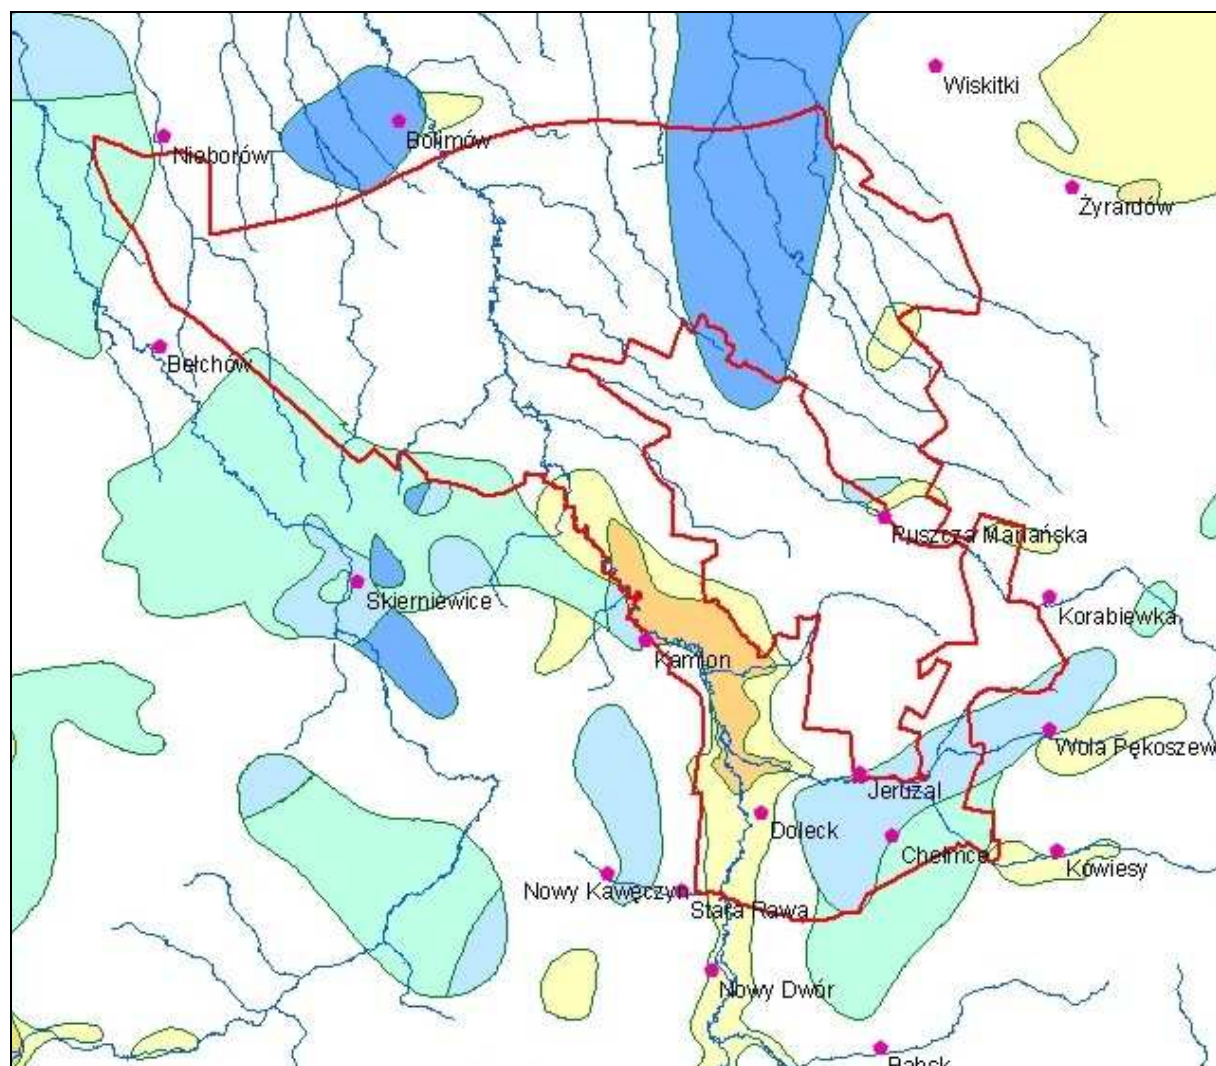 Wiskitki
Bolimów
Nieborów
Żyrardów
Bełchów
Puszcza Mariańska
Skierniewice
Korabiewka
Kamion
Wola Pękoszew
Jeruzal
Doleck
Chełmce
Kowiesy
Nowy Kawęczyn
Stara Rawa
Nowy Dwór
Babsk